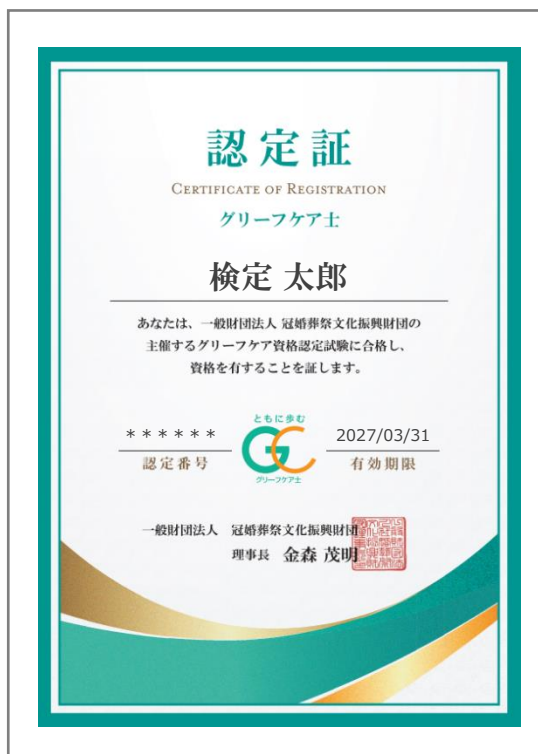 認定証
CERTIFICATE OF REGISTRATION
グリーフケア士
検定 太郎
あなたは、一般財団法人 冠婚葬祭文化振興財団の
主催するグリーフケア資格認定試験に合格し、
資格を有することを証します。
ともに歩む
GC
グリーフケア士
＊＊＊＊＊＊
認定番号
2027/03/31
有効期限
一般財団法人 冠婚葬祭文化振興財団
理事長 金森 茂明